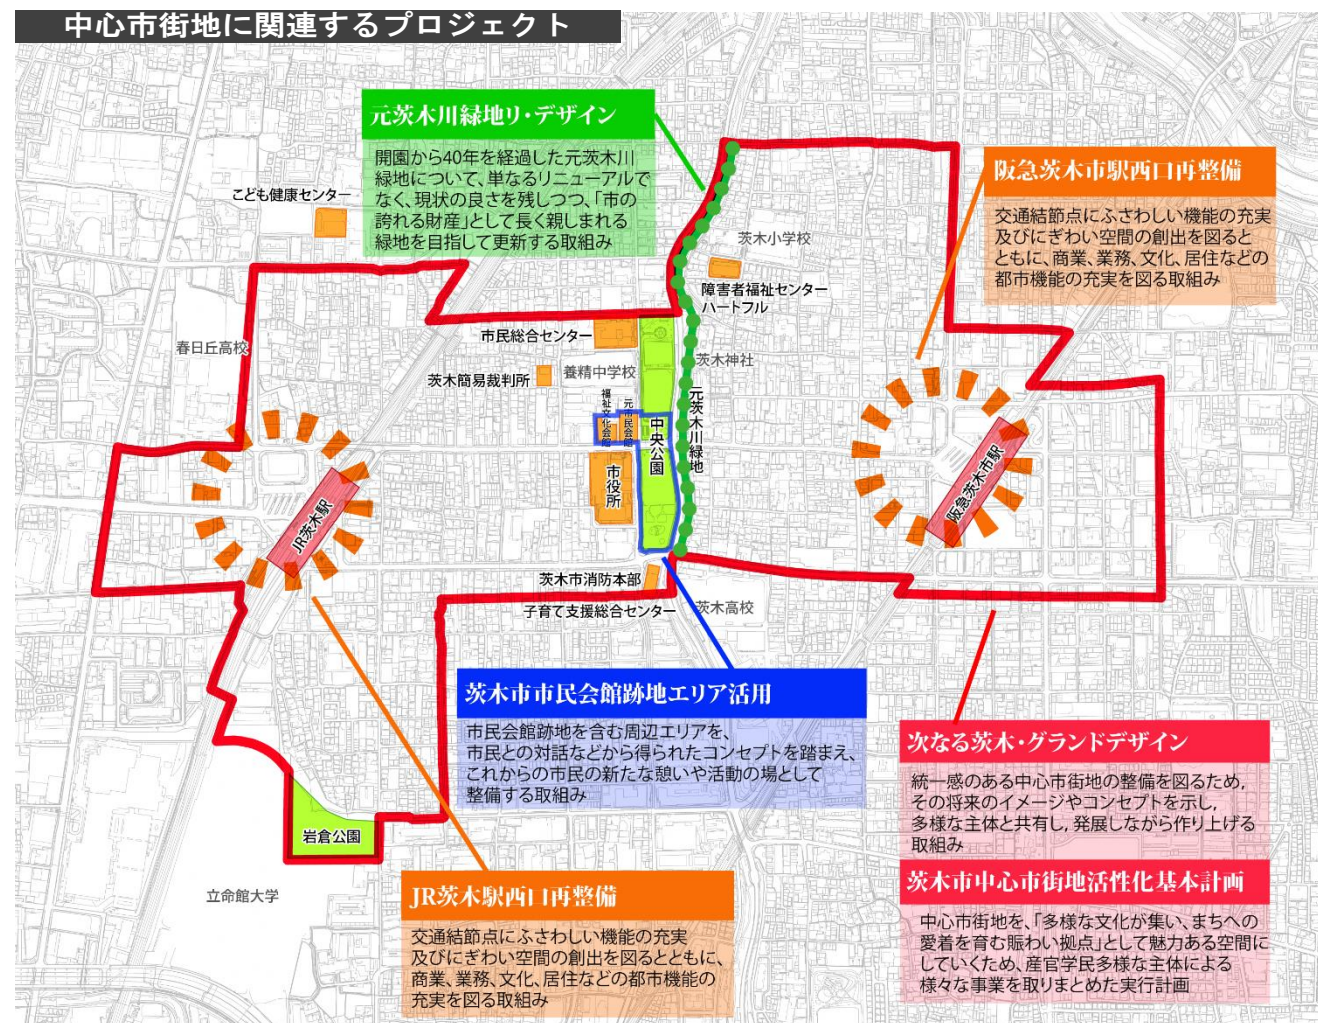 中心市街地に関連するプロジェクト
元茨木川緑地リ・デザイン
開園から40年を経過した元茨木川
緑地について、単なるリニューアルで
なく、現状の良さを残しつつ、「市の
誇れる財産」として長く親しまれる
緑地を目指して更新する取組み
阪急茨木市駅西口再整備
交通結節点にふさわしい機能の充実
及びにぎわい空間の創出を図ると
ともに、商業、業務、文化、居住などの
都市機能の充実を図る取組み
こども健康センター
茨木小学校
障害者福祉センター
ハートフル
市民総合センター
春日丘高校
養精中学校
茨木神社
茨木簡易裁判所
福祉文化会館
元市民会館
中央公園
元茨木川緑地
市役所
JR茨木駅
阪急茨木市駅
茨木市消防本部
子育て支援総合センター
茨木高校
茨木市市民会館跡地エリア活用
市民会館跡地を含む周辺エリアを、
市民との対話などから得られたコンセプトを踏まえ、
これからの市民の新たな憩いや活動の場として
整備する取組み
次なる茨木・グランドデザイン
統一感のある中心市街地の整備を図るため,
その将来のイメージやコンセプトを示し,
多様な主体と共有し,発展しながら作り上げる
取組み
岩倉公園
立命館大学
JR茨木駅西口再整備
交通結節点にふさわしい機能の充実
及びにぎわい空間の創出を図るとともに、
商業、業務、文化、居住などの都市機能の
充実を図る取組み
茨木市中心市街地活性化基本計画
中心市街地を、「多様な文化が集い、まちへの
愛着を育む賑わい拠点」として魅力ある空間に
していくため、産官学民多様な主体による
様々な事業を取りまとめた実行計画